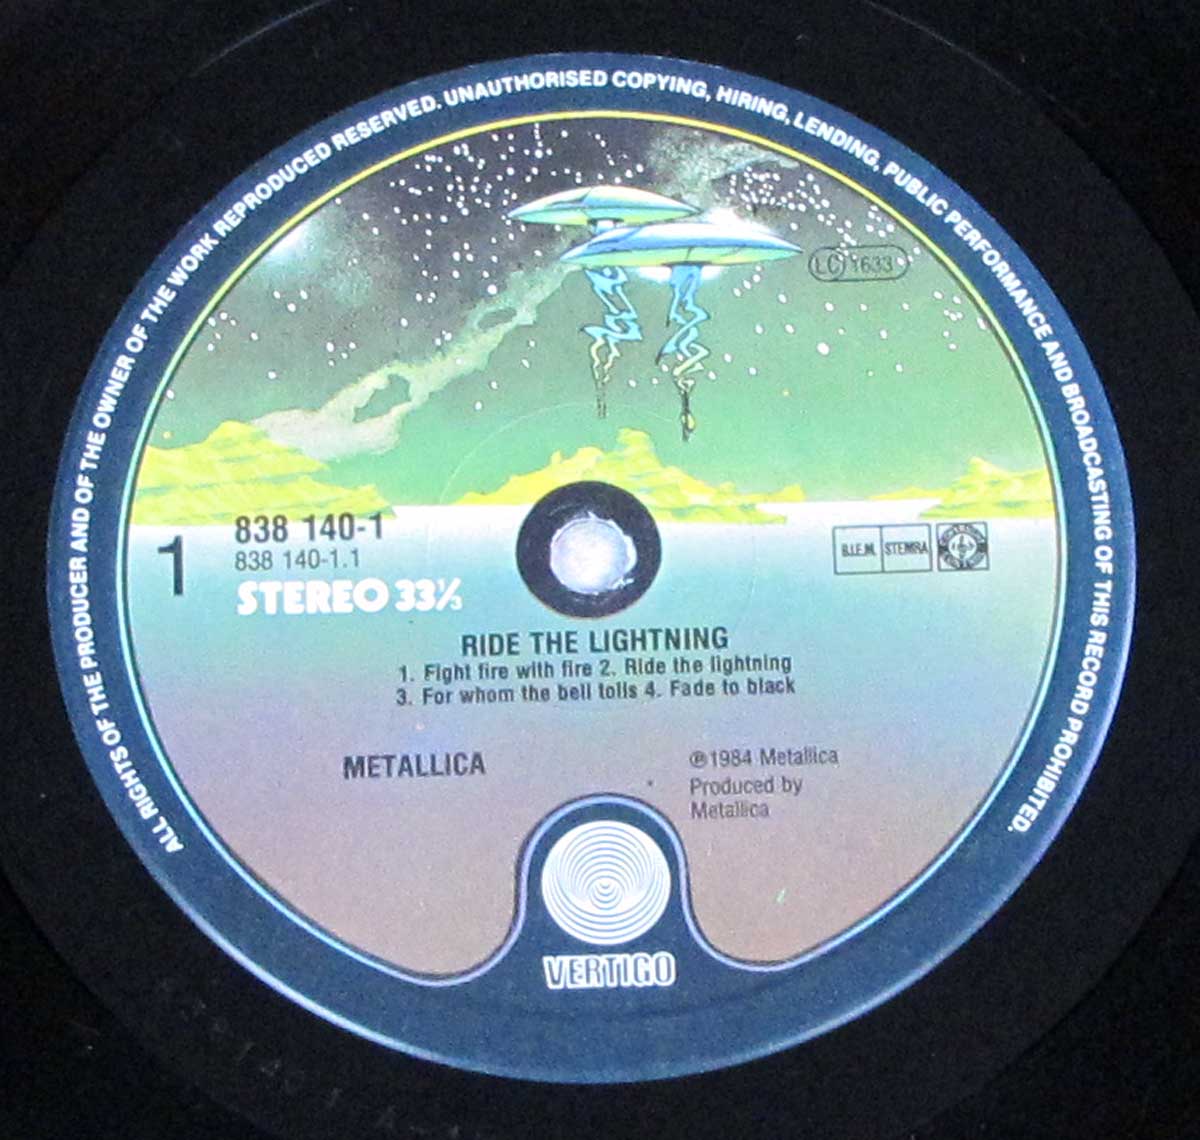 ALL RIGHTS OF THE PRODUCER AND OF THE OWNER OF THE WORK REPRODUCED RESERVED. UNAUTHORISED COPYING, HIRING, LENDING, PUBLIC PERFORMANCE AND BROADCASTING OF THIS RECORD PROHIBITED.
LC 1633
1
838 140-1
838 140-1.1
STEREO 33⅓
B.I.E.M. STEMRA
RIDE THE LIGHTNING
1. Fight fire with fire 2. Ride the lightning
3. For whom the bell tolls 4. Fade to black
METALLICA
℗1984 Metallica
Produced by
Metallica
VERTIGO